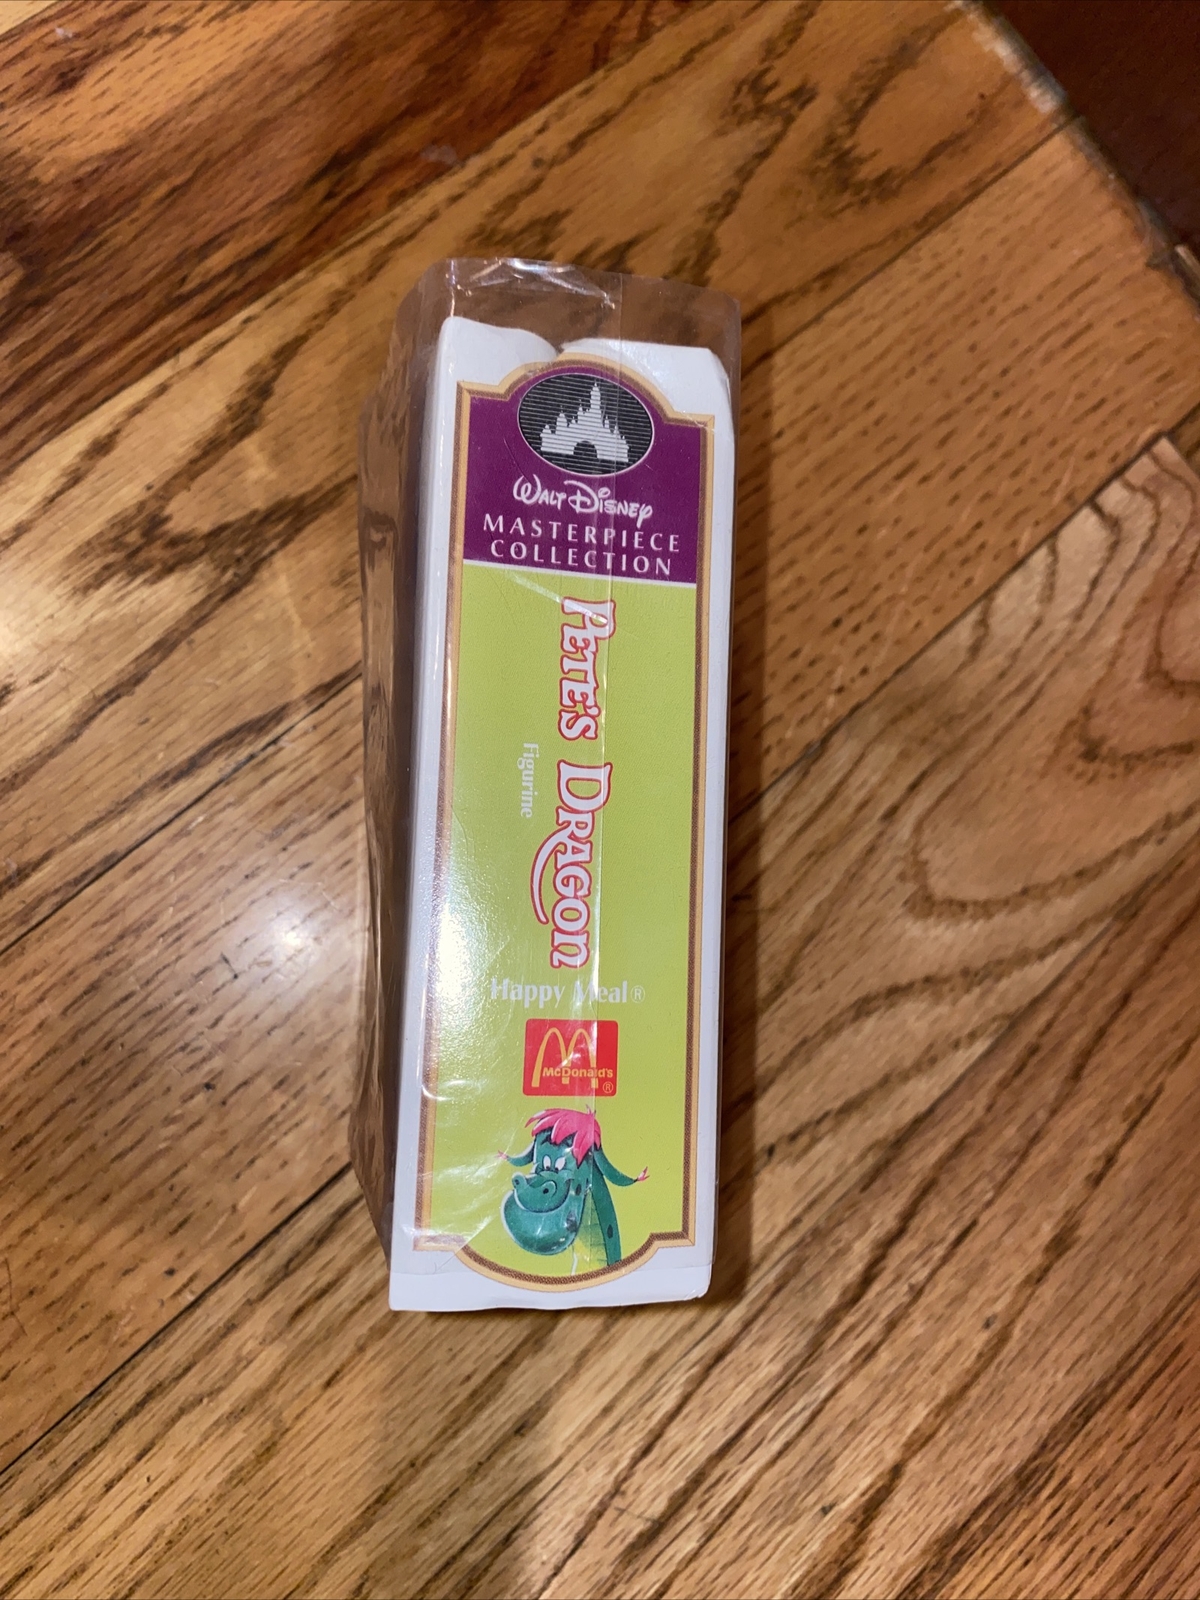 Walt Disney
MASTERPIECE
COLLECTION
PETE'S DRAGON
Figurine
Happy Meal®
McDonald's
®